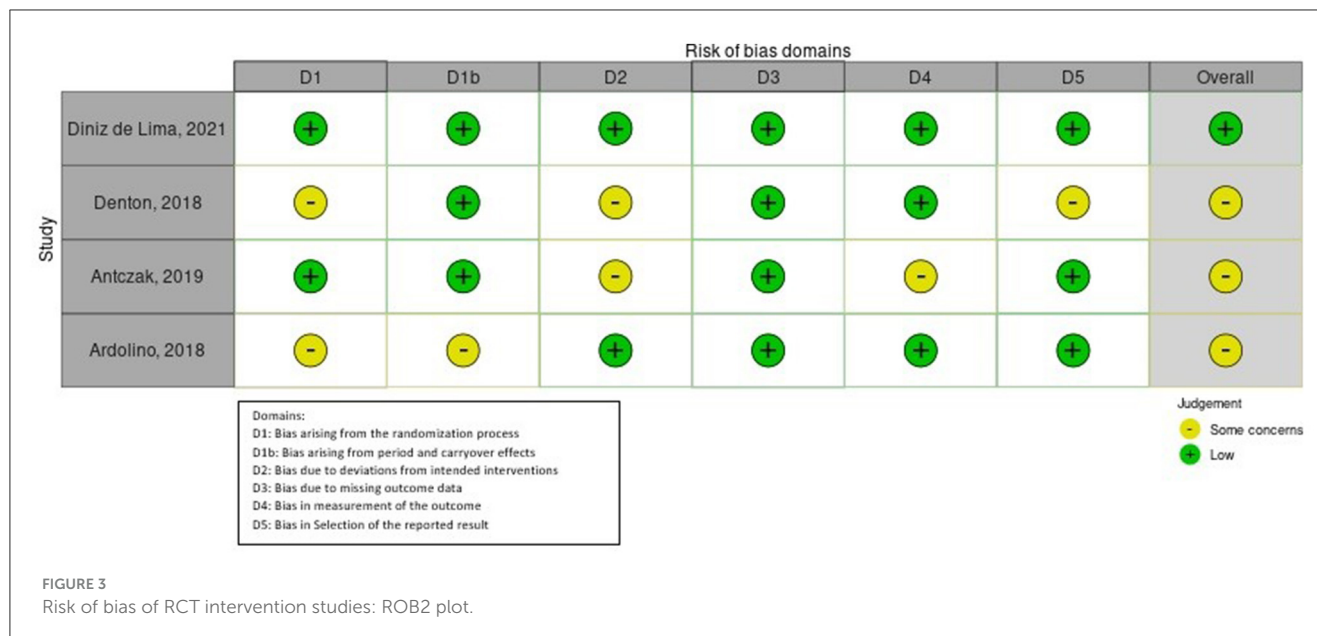 Risk of bias domains
D1 D1b D2 D3 D4 D5 Overall
Study
Diniz de Lima, 2021 + + + + + + +
Denton, 2018 - + - + + - -
Antczak, 2019 + + - + - + -
Ardolino, 2018 - - + + + + -
Domains:
D1: Bias arising from the randomization process
D1b: Bias arising from period and carryover effects
D2: Bias due to deviations from intended interventions
D3: Bias due to missing outcome data
D4: Bias in measurement of the outcome
D5: Bias in Selection of the reported result
Judgement
- Some concerns
+ Low
FIGURE 3
Risk of bias of RCT intervention studies: ROB2 plot.